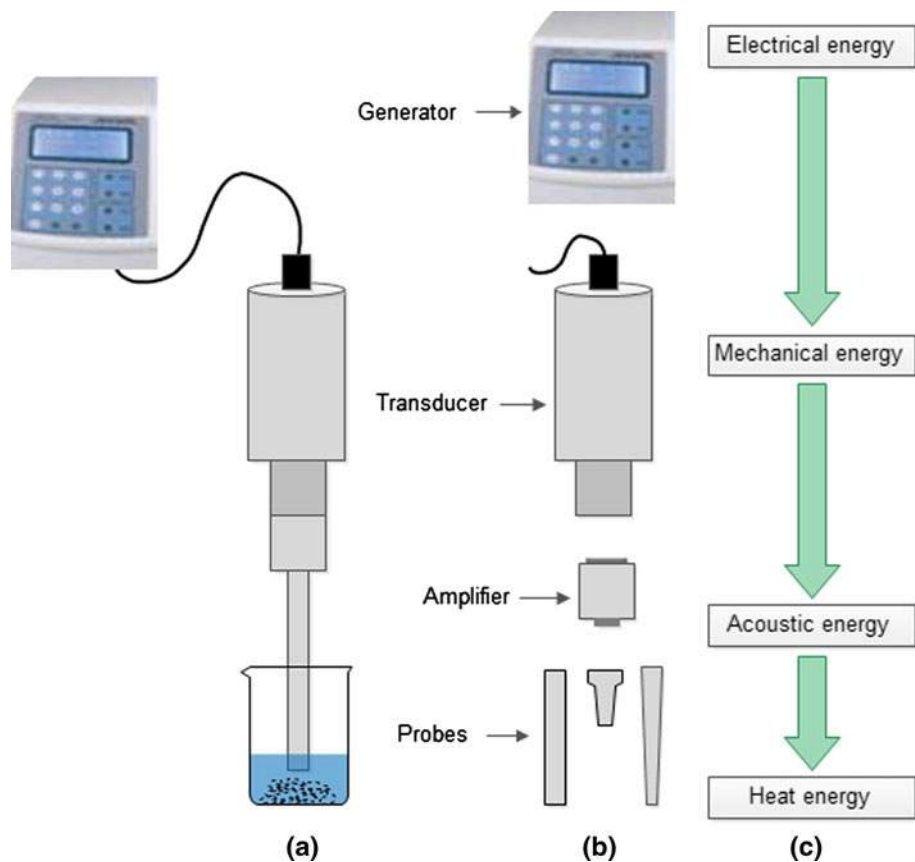 Generator
Transducer
Amplifier
Probes
Electrical energy
Mechanical energy
Acoustic energy
Heat energy
(a)
(b)
(c)